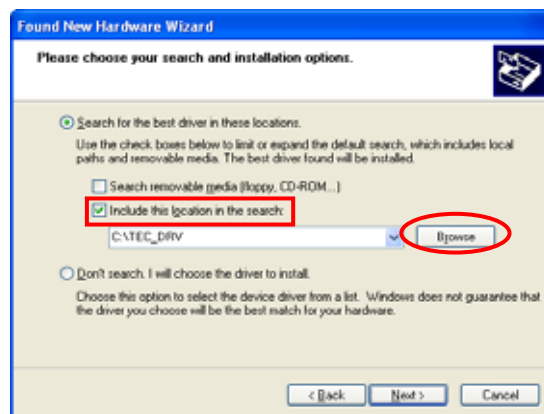 Found New Hardware Wizard
Please choose your search and installation options.
Search for the best driver in these locations.
Use the check boxes below to limit or expand the default search, which includes local
paths and removable media. The best driver found will be installed.
Search removable media (floppy, CD-ROM...)
Include this location in the search:
C:\TEC_DRV
Browse
Don't search. I will choose the driver to install.
Choose this option to select the device driver from a list. Windows does not guarantee that
the driver you choose will be the best match for your hardware.
< Back
Next >
Cancel